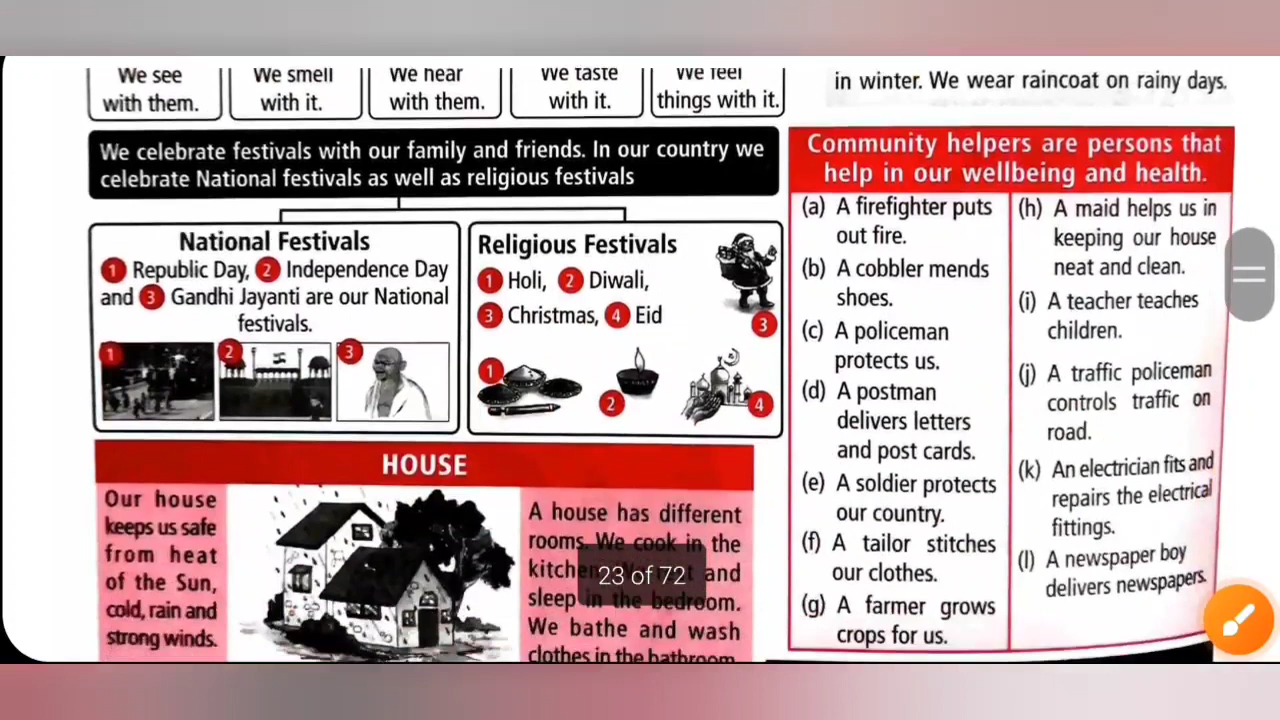 We see
with them.
We smell
with it.
We hear
with them.
We taste
with it.
We feel
things with it.
in winter. We wear raincoat on rainy days.
We celebrate festivals with our family and friends. In our country we
celebrate National festivals as well as religious festivals
National Festivals
1 Republic Day, 2 Independence Day
and 3 Gandhi Jayanti are our National
festivals.
1
2
3
Religious Festivals
1 Holi, 2 Diwali,
3 Christmas, 4 Eid
3
1
2
4
HOUSE
Our house
keeps us safe
from heat
of the Sun,
cold, rain and
strong winds.
A house has different
rooms. We cook in the
kitchen and
sleep in the bedroom.
We bathe and wash
clothes in the bathroom
23 of 72
Community helpers are persons that
help in our wellbeing and health.
(a) A firefighter puts
out fire.
(b) A cobbler mends
shoes.
(c) A policeman
protects us.
(d) A postman
delivers letters
and post cards.
(e) A soldier protects
our country.
(f) A tailor stitches
our clothes.
(g) A farmer grows
crops for us.
(h) A maid helps us in
keeping our house
neat and clean.
(i) A teacher teaches
children.
(j) A traffic policeman
controls traffic on
road.
(k) An electrician fits and
repairs the electrical
fittings.
(l) A newspaper boy
delivers newspapers.